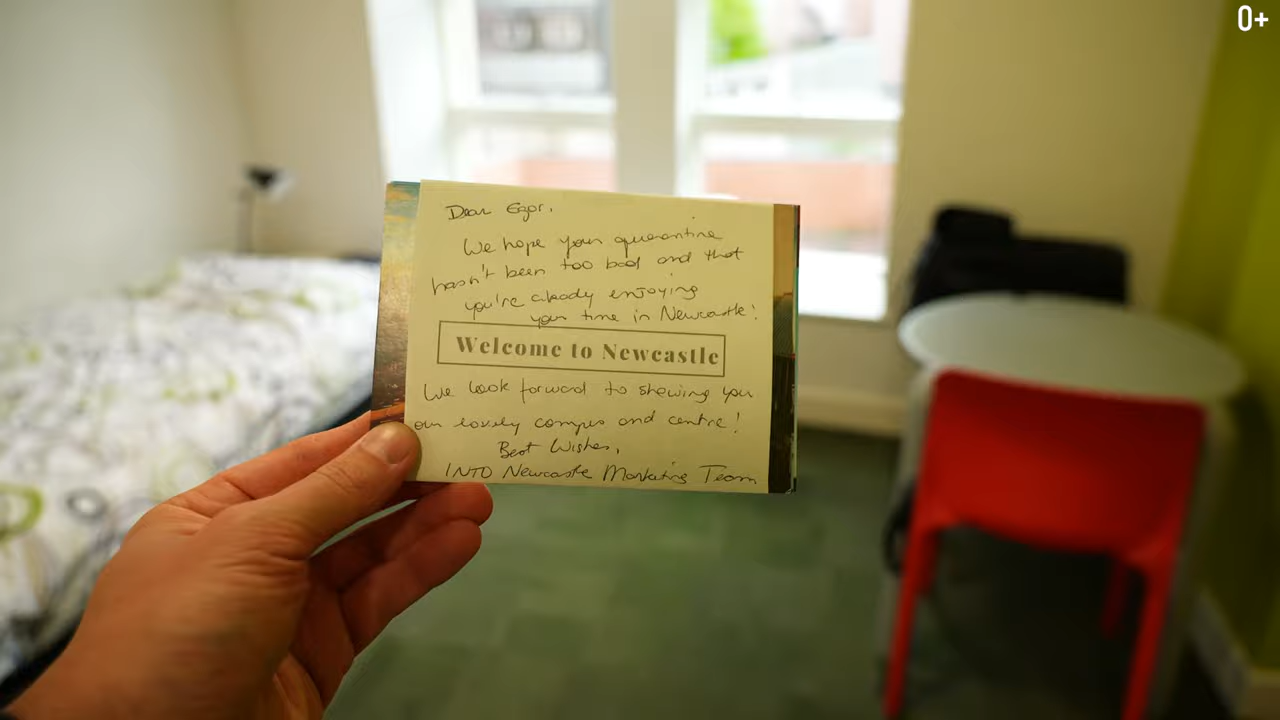 0+
Dear Egor,
We hope your quarantine
hasn't been too bad and that
you're already enjoying
your time in Newcastle!
Welcome to Newcastle
We look forward to showing you
our lovely campus and centre!
Best Wishes,
INTO Newcastle Marketing Team